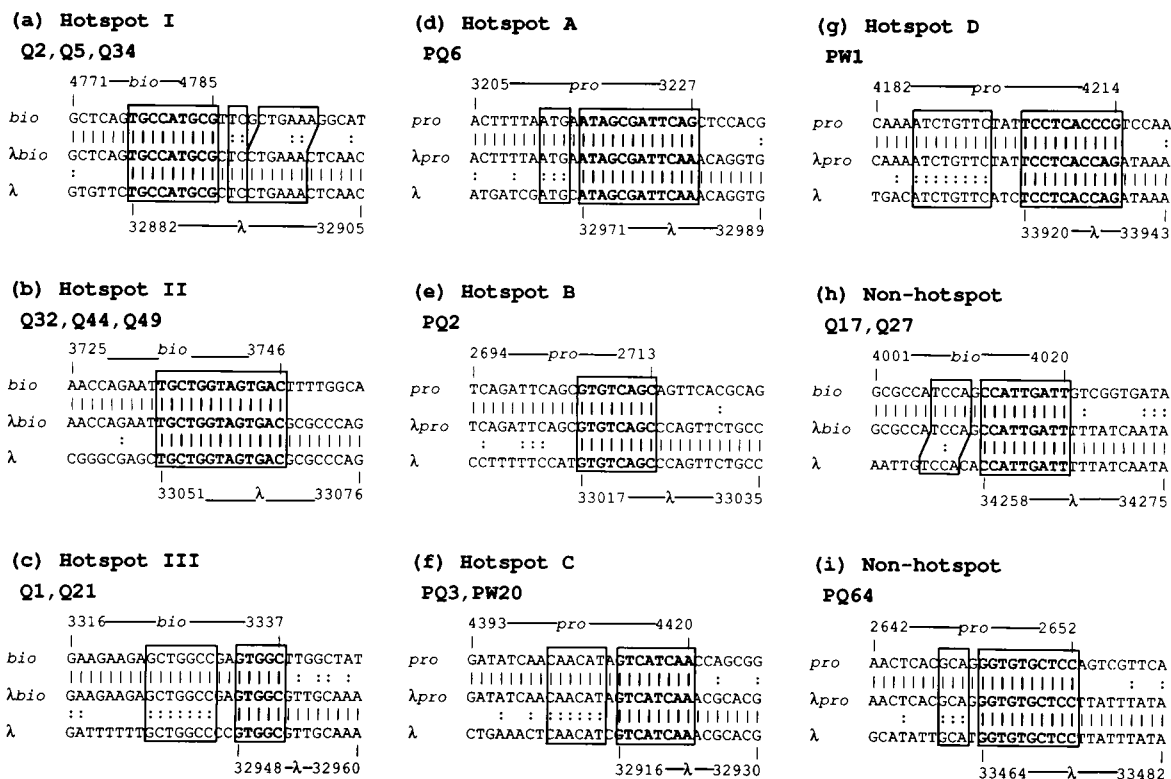 (a) Hotspot I
Q2,Q5,Q34
4771—bio—4785
bio GCTCAGTGCCATGCGTTCGCTGAAAGGCAT
λbio GCTCAGTGCCATGCGCTCCTGAAACTCAAC
λ GTGTTCTGCCATGCGCTCCTGAAACTCAAC
32882—λ—32905
(b) Hotspot II
Q32,Q44,Q49
3725 bio 3746
bio AACCAGAATTGCTGGTAGTGACTTTTGGCA
λbio AACCAGAATTGCTGGTAGTGACGCGCCCAG
λ CGGGCGAGCTGCTGGTAGTGACGCGCCCAG
33051 λ 33076
(c) Hotspot III
Q1,Q21
3316—bio—3337
bio GAAGAAGAGCTGGCCGAGTGGCTTGGCTAT
λbio GAAGAAGAGCTGGCCGAGTGGCGTTGCAAA
λ GATTTTTTGCTGGCCCCGTGGCGTTGCAAA
32948-λ-32960
(d) Hotspot A
PQ6
3205—pro—3227
pro ACTTTTAATGAATAGCGATTCAGCTCCACG
λpro ACTTTTAATGAATAGCGATTCAAACAGGTG
λ ATGATCGATGCATAGCGATTCAAACAGGTG
32971—λ—32989
(e) Hotspot B
PQ2
2694—pro—2713
pro TCAGATTCAGCGTGTCAGCAGTTCACGCAG
λpro TCAGATTCAGCGTGTCAGCCCAGTTCTGCC
λ CCTTTTTCCATGTGTCAGCCCAGTTCTGCC
33017—λ—33035
(f) Hotspot C
PQ3,PW20
4393—pro—4420
pro GATATCAACAACATAGTCATCAACCAGCGG
λpro GATATCAACAACATAGTCATCAAACGCACG
λ CTGAAACTCAACATCGTCATCAAACGCACG
32916—λ—32930
(g) Hotspot D
PW1
4182—pro—4214
pro CAAAATCTGTTCTATTCCTCACCCGTCCAA
λpro CAAAATCTGTTCTATTCCTCACCAGATAAA
λ TGACATCTGTTCATCTCCTCACCAGATAAA
33920—λ—33943
(h) Non-hotspot
Q17,Q27
4001—bio—4020
bio GCGCCATCCAGCCATTGATTGTCGGTGATA
λbio GCGCCATCCAGCCATTGATTTTTATCAATA
λ AATTGTCCACACCATTGATTTTTATCAATA
34258—λ—34275
(i) Non-hotspot
PQ64
2642—pro—2652
pro AACTCACGCAGGGTGTGCTCCAGTCGTTCA
λpro AACTCACGCAGGGTGTGCTCCTTATTTATA
λ GCATATTGCATGGTGTGCTCCTTATTTATA
33464—λ—33482